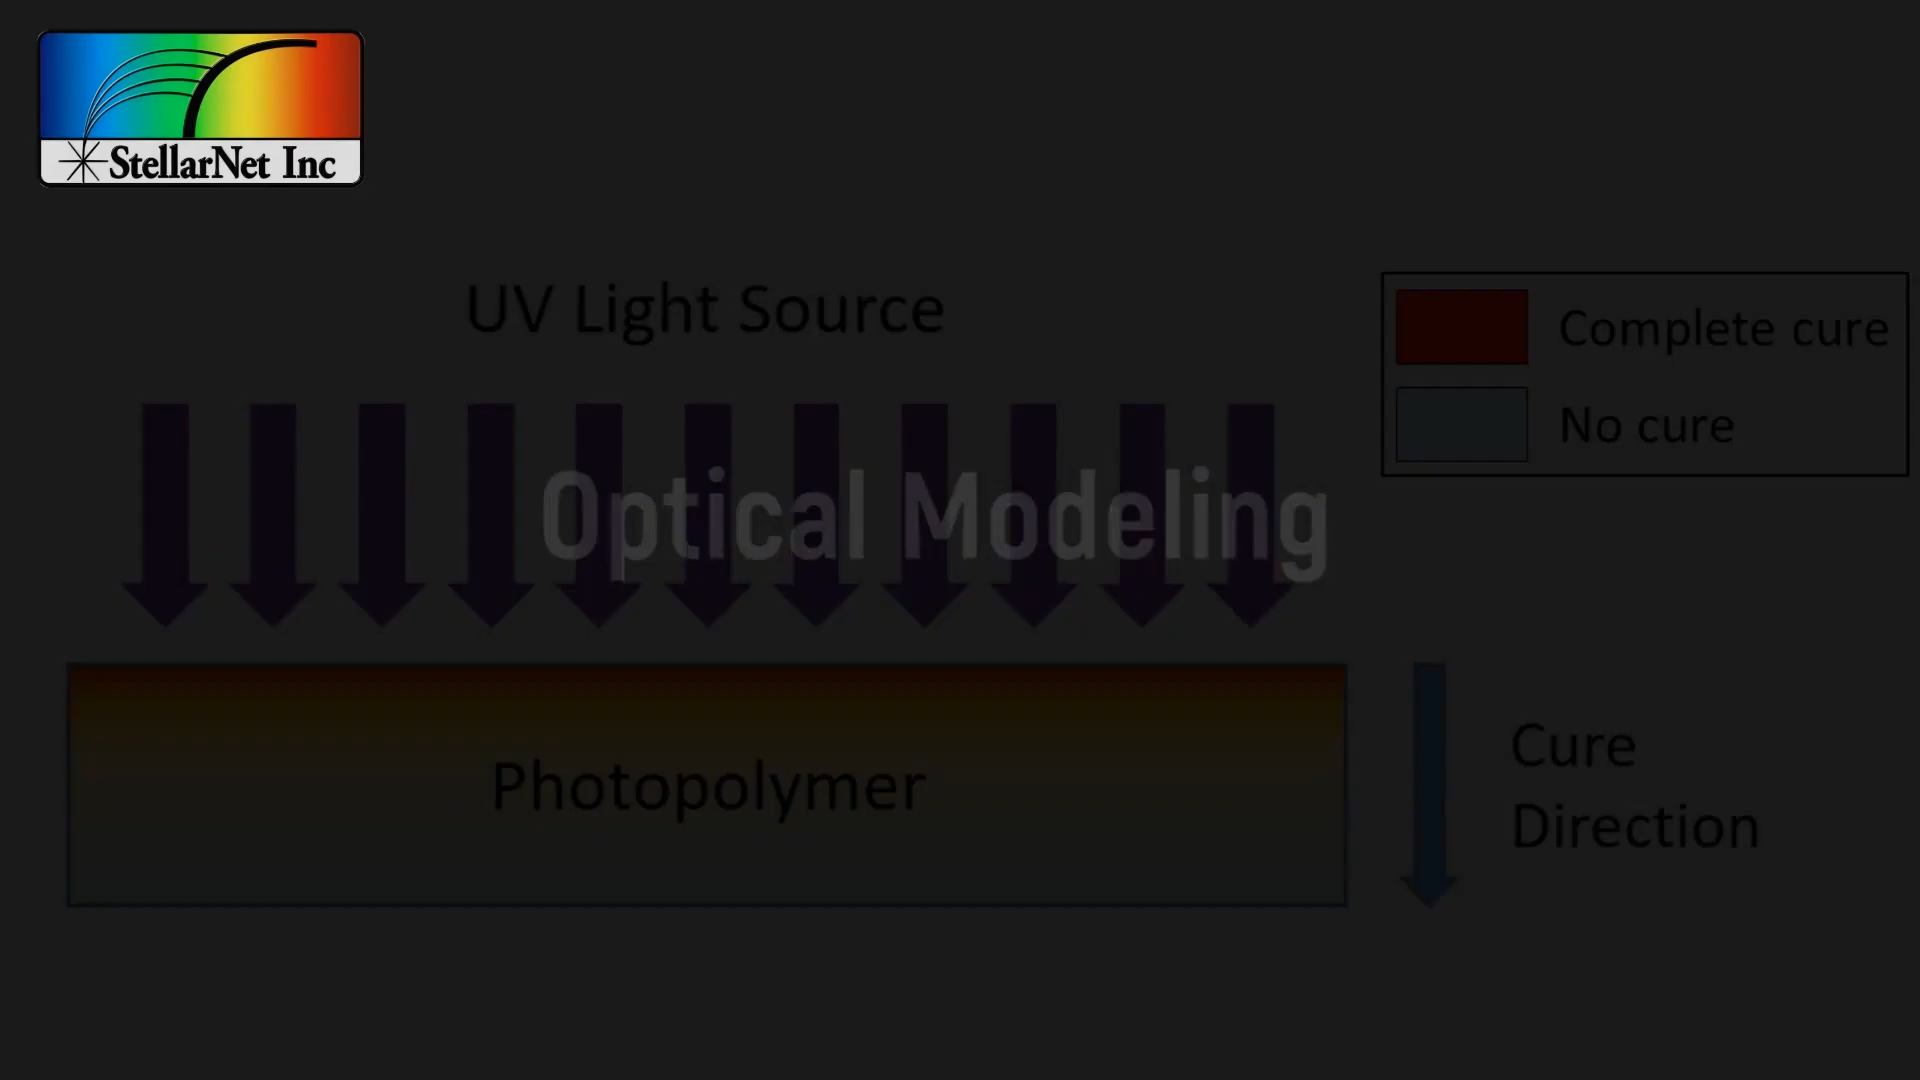 StellarNet Inc
UV Light Source
Complete cure
No cure
Optical Modeling
Photopolymer
Cure
Direction